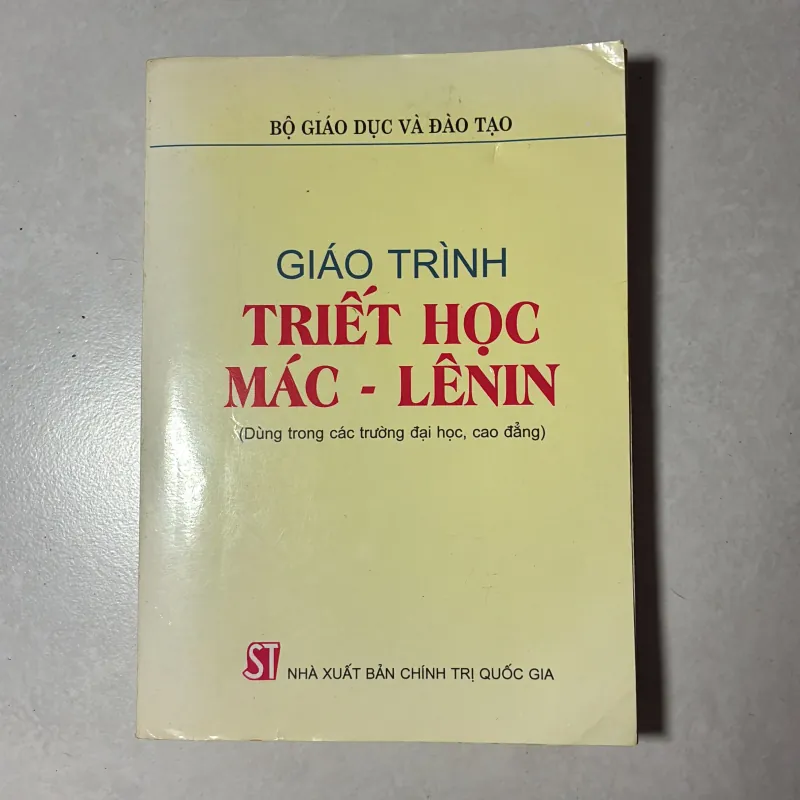 BỘ GIÁO DỤC VÀ ĐÀO TẠO
GIÁO TRÌNH
TRIẾT HỌC
MÁC - LÊNIN
(Dùng trong các trường đại học, cao đẳng)
ST NHÀ XUẤT BẢN CHÍNH TRỊ QUỐC GIA